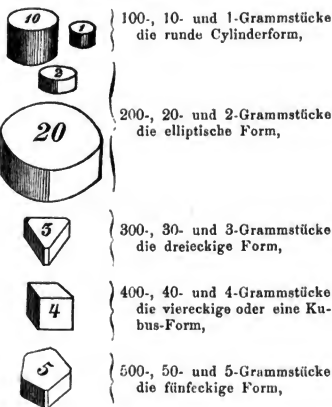 10
1
100-, 10- und 1-Grammstücke
die runde Cylinderform,
2
20
200-, 20- und 2-Grammstücke
die elliptische Form,
3
300-, 30- und 3-Grammstücke
die dreieckige Form,
4
400-, 40- und 4-Grammstücke
die viereckige oder eine Ku-
bus-Form,
5
500-, 50- und 5-Grammstücke
die fünfeckige Form,